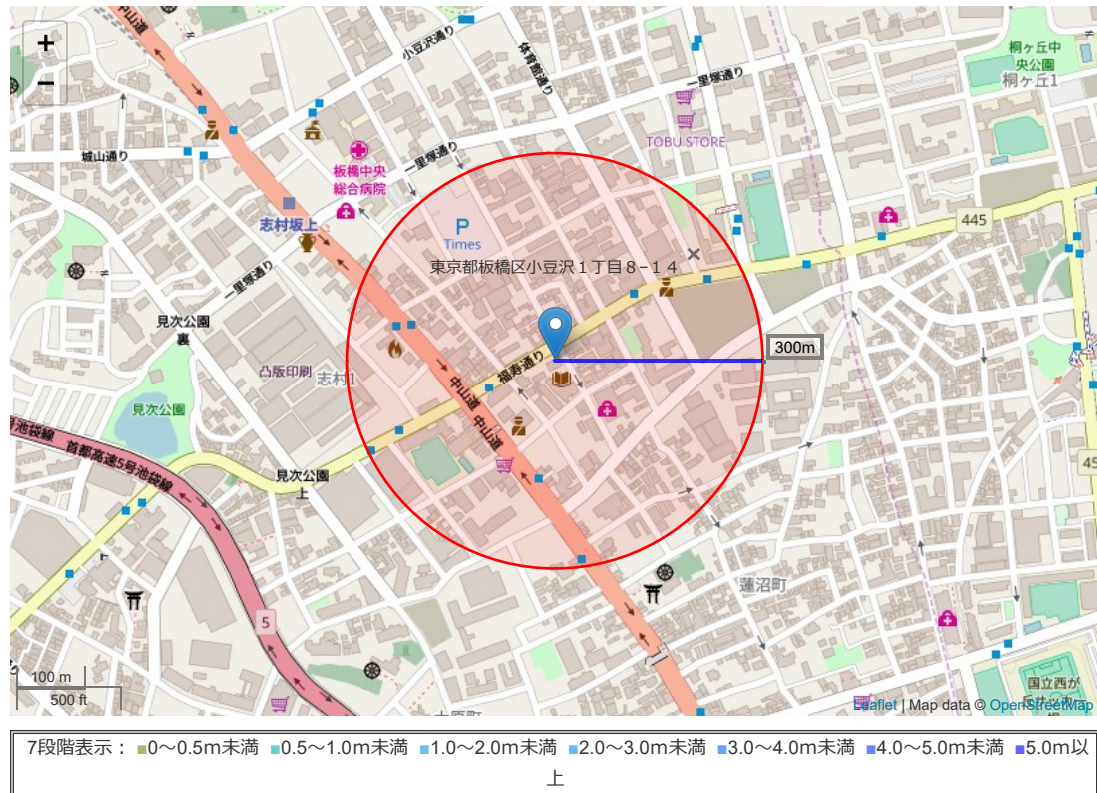 中山道
小豆沢通り
体育館通り
桐ケ丘中
央公園
桐ヶ丘1
+
−
一里塚通り
TOBU STORE
城山通り
板橋中央
総合病院
一里塚通り
志村坂上
P
Times
445
東京都板橋区小豆沢１丁目８−１４
一里塚通り
見次公園
裏
300m
福寿通り
凸版印刷
志村1
中山道
中山道
見次公園
号池袋線
首都高速5号池袋線
見次公園
上
45
蓮沼町
5
100 m
500 ft
国立西が
Leaflet | Map data © OpenStreetMap
7段階表示： 0～0.5m未満 0.5～1.0m未満 1.0～2.0m未満 2.0～3.0m未満 3.0～4.0m未満 4.0～5.0m未満 5.0m以
上